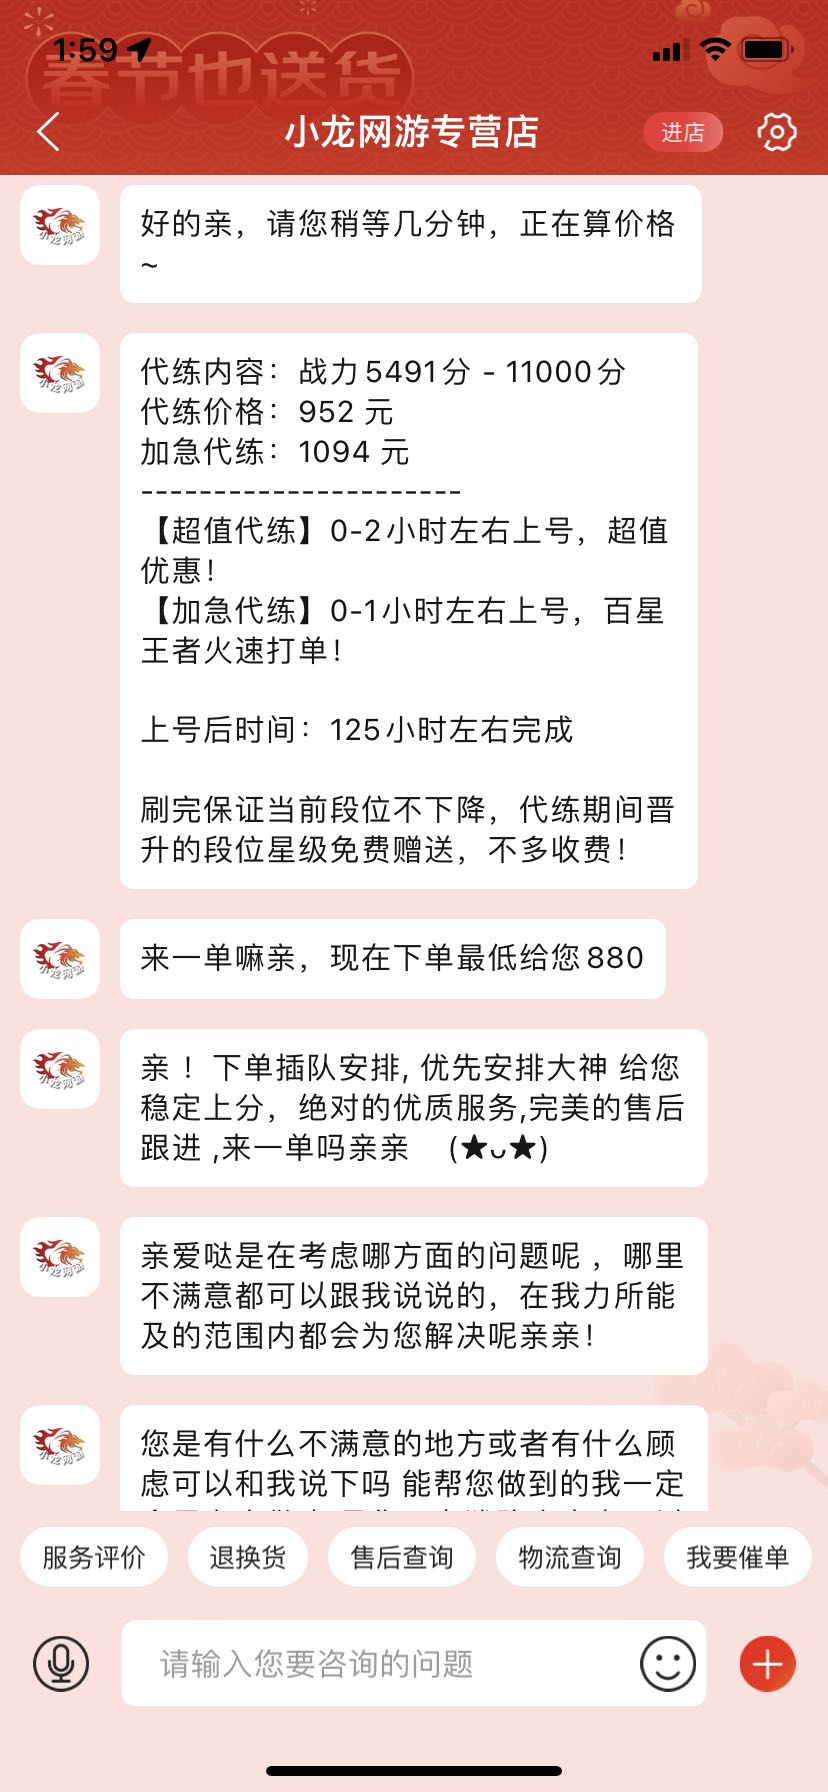 春节也送货
1:59
小龙网游专营店
进店
小龙网游
好的亲，请您稍等几分钟，正在算价格
~
小龙网游
代练内容：战力5491分 - 11000分
代练价格：952 元
加急代练：1094 元
----------------------
【超值代练】0-2小时左右上号，超值
优惠！
【加急代练】0-1小时左右上号，百星
王者火速打单！
上号后时间：125小时左右完成
刷完保证当前段位不下降，代练期间晋
升的段位星级免费赠送，不多收费！
小龙网游
来一单嘛亲，现在下单最低给您880
小龙网游
亲 ！下单插队安排, 优先安排大神 给您
稳定上分，绝对的优质服务,完美的售后
跟进 ,来一单吗亲亲 （★ᴗ★）
小龙网游
亲爱哒是在考虑哪方面的问题呢 ，哪里
不满意都可以跟我说说的，在我力所能
及的范围内都会为您解决呢亲亲！
小龙网游
您是有什么不满意的地方或者有什么顾
虑可以和我说下吗 能帮您做到的我一定
服务评价
退换货
售后查询
物流查询
我要催单
请输入您要咨询的问题